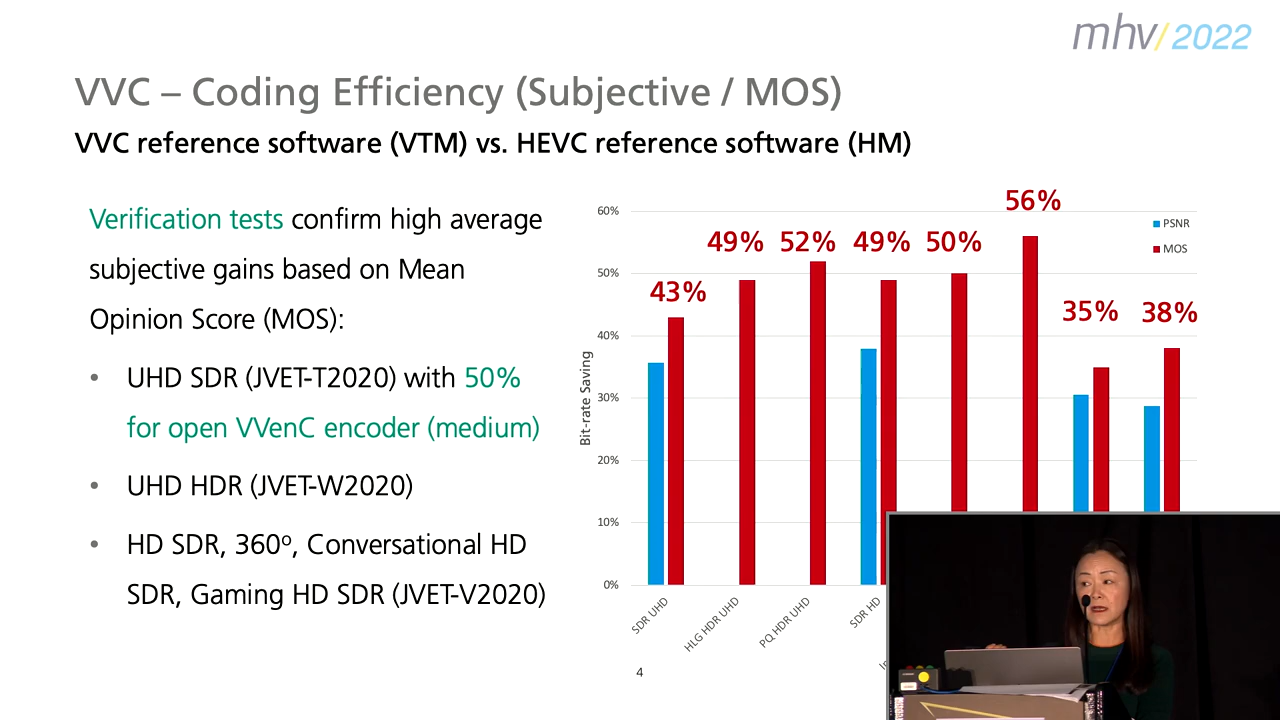 mhv/2022
VVC – Coding Efficiency (Subjective / MOS)
VVC reference software (VTM) vs. HEVC reference software (HM)
Verification tests confirm high average
subjective gains based on Mean
Opinion Score (MOS):
• UHD SDR (JVET-T2020) with 50%
for open VVenC encoder (medium)
• UHD HDR (JVET-W2020)
• HD SDR, 360º, Conversational HD
SDR, Gaming HD SDR (JVET-V2020)
Bit-rate Saving
60%
50%
40%
30%
20%
10%
0%
43%
49%
52%
49%
50%
56%
35%
38%
PSNR
MOS
SDR UHD
HLG HDR UHD
PQ HDR UHD
SDR HD
4